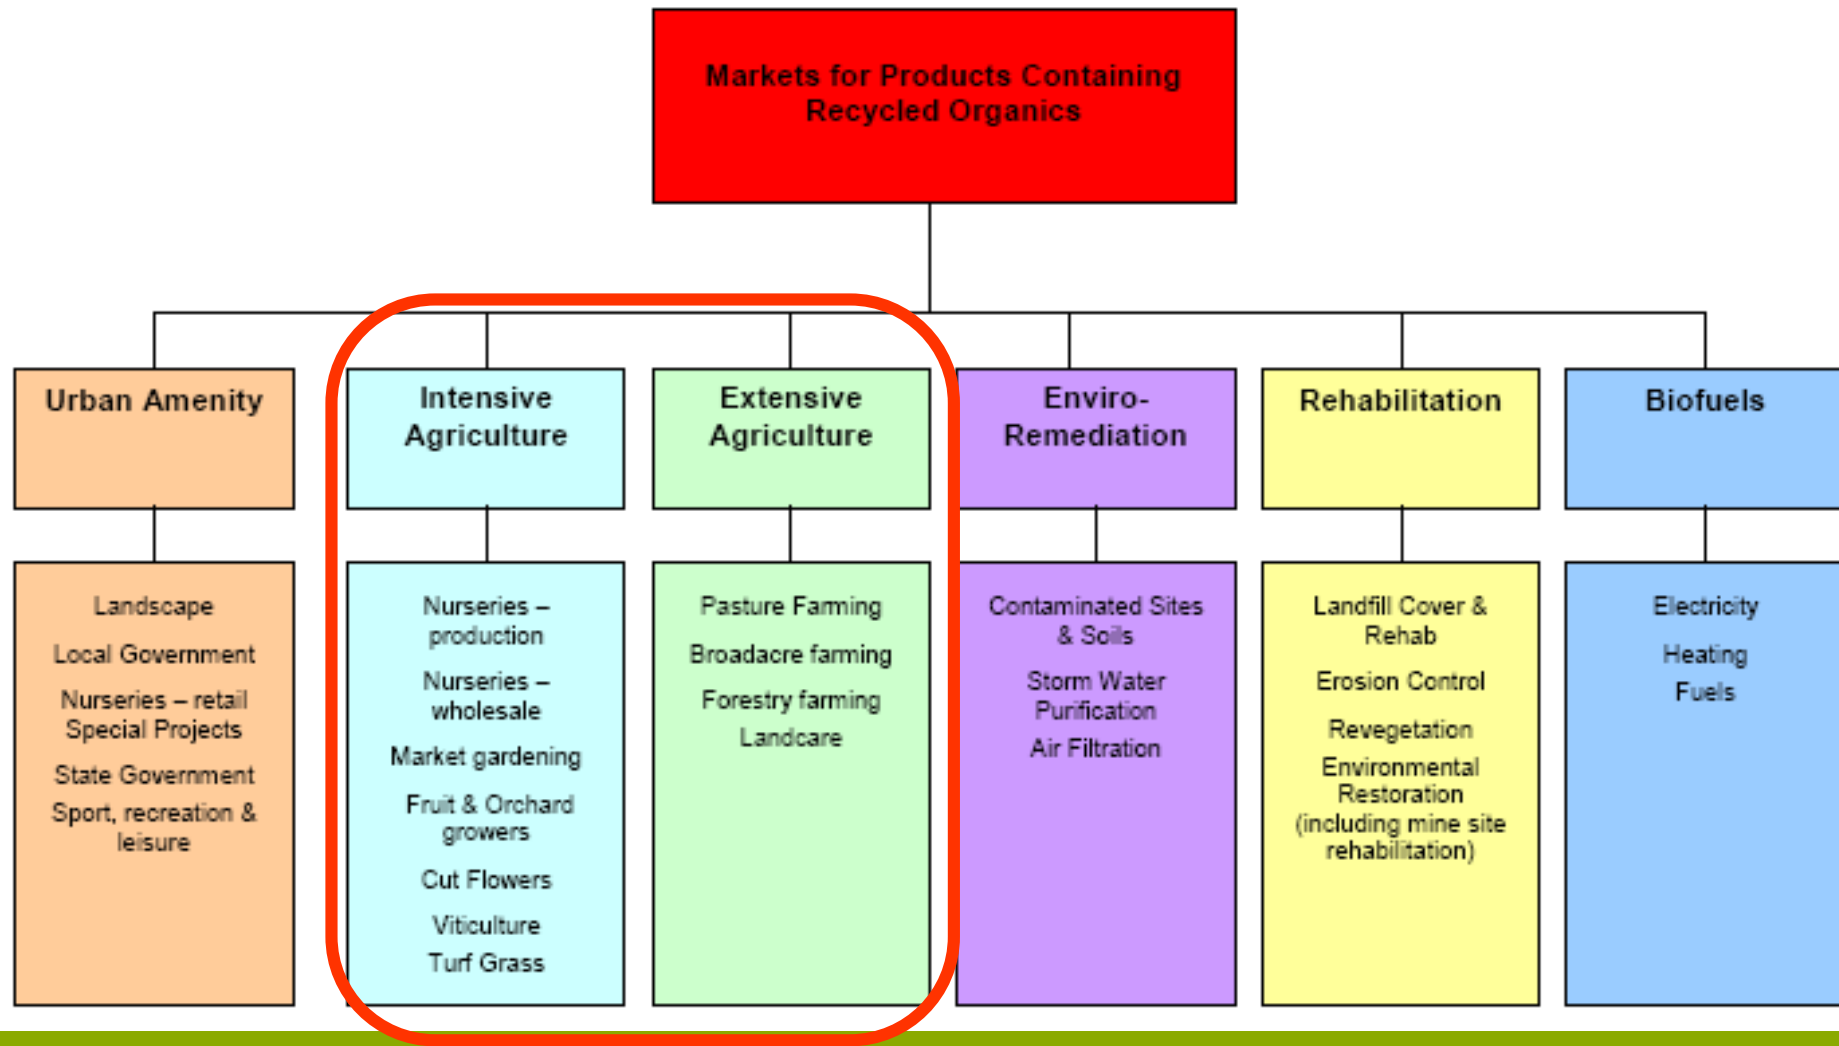 Markets for Products Containing
Recycled Organics
Urban Amenity
Intensive
Agriculture
Extensive
Agriculture
Enviro-
Remediation
Rehabilitation
Biofuels
Landscape
Local Government
Nurseries – retail
Special Projects
State Government
Sport, recreation &
leisure
Nurseries –
production
Nurseries –
wholesale
Market gardening
Fruit & Orchard
growers
Cut Flowers
Viticulture
Turf Grass
Pasture Farming
Broadacre farming
Forestry farming
Landcare
Contaminated Sites
& Soils
Storm Water
Purification
Air Filtration
Landfill Cover &
Rehab
Erosion Control
Revegetation
Environmental
Restoration
(including mine site
rehabilitation)
Electricity
Heating
Fuels